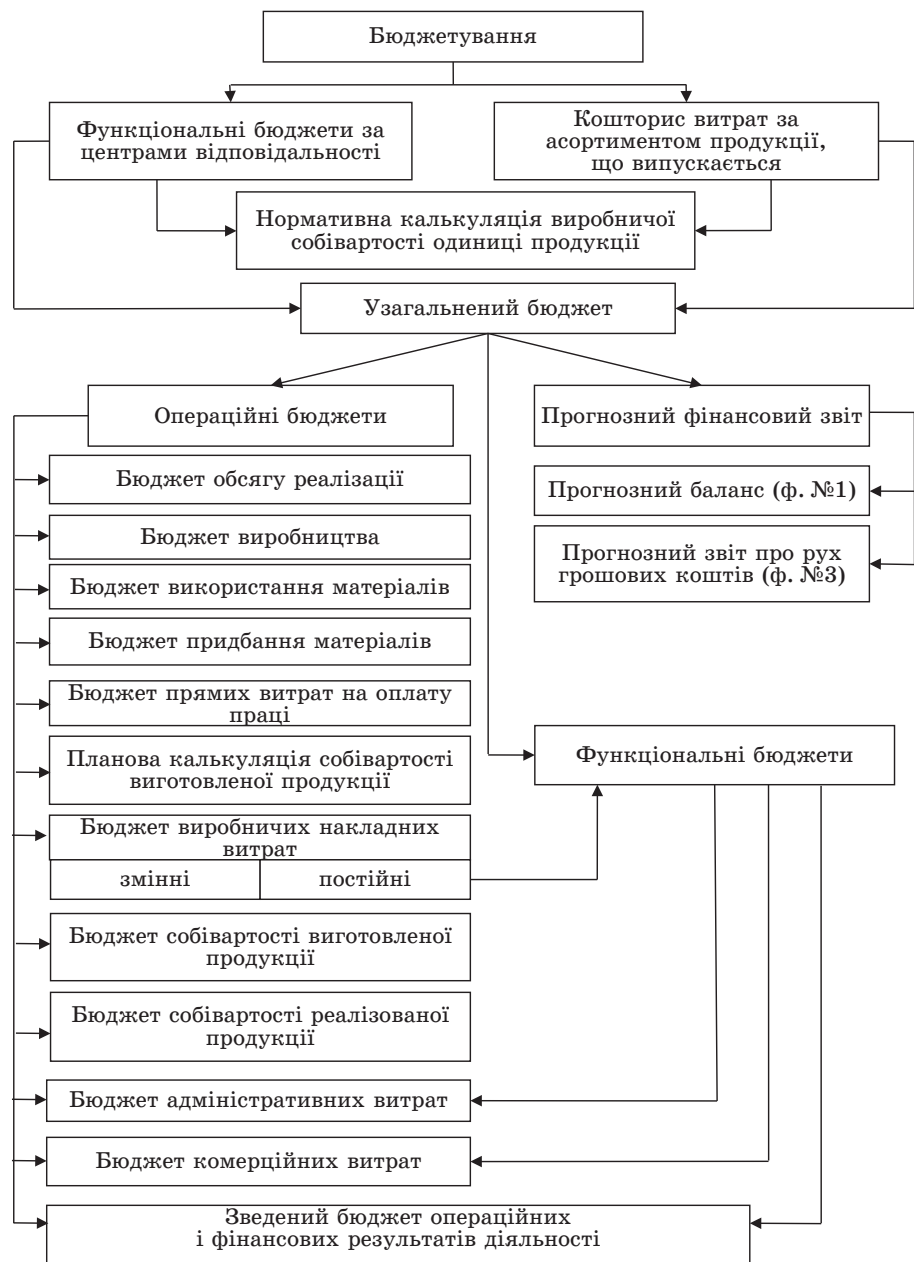 Бюджетування
Функціональні бюджети за
центрами відповідальності
Кошторис витрат за
асортиментом продукції,
що випускається
Нормативна калькуляція виробничої
собівартості одиниці продукції
Узагальнений бюджет
Операційні бюджети
Прогнозний фінансовий звіт
Бюджет обсягу реалізації
Прогнозний баланс (ф. №1)
Бюджет виробництва
Прогнозний звіт про рух
грошових коштів (ф. №3)
Бюджет використання матеріалів
Бюджет придбання матеріалів
Бюджет прямих витрат на оплату
праці
Планова калькуляція собівартості
виготовленої продукції
Функціональні бюджети
Бюджет виробничих накладних
витрат
змінні
постійні
Бюджет собівартості виготовленої
продукції
Бюджет собівартості реалізованої
продукції
Бюджет адміністративних витрат
Бюджет комерційних витрат
Зведений бюджет операційних
і фінансових результатів діяльності